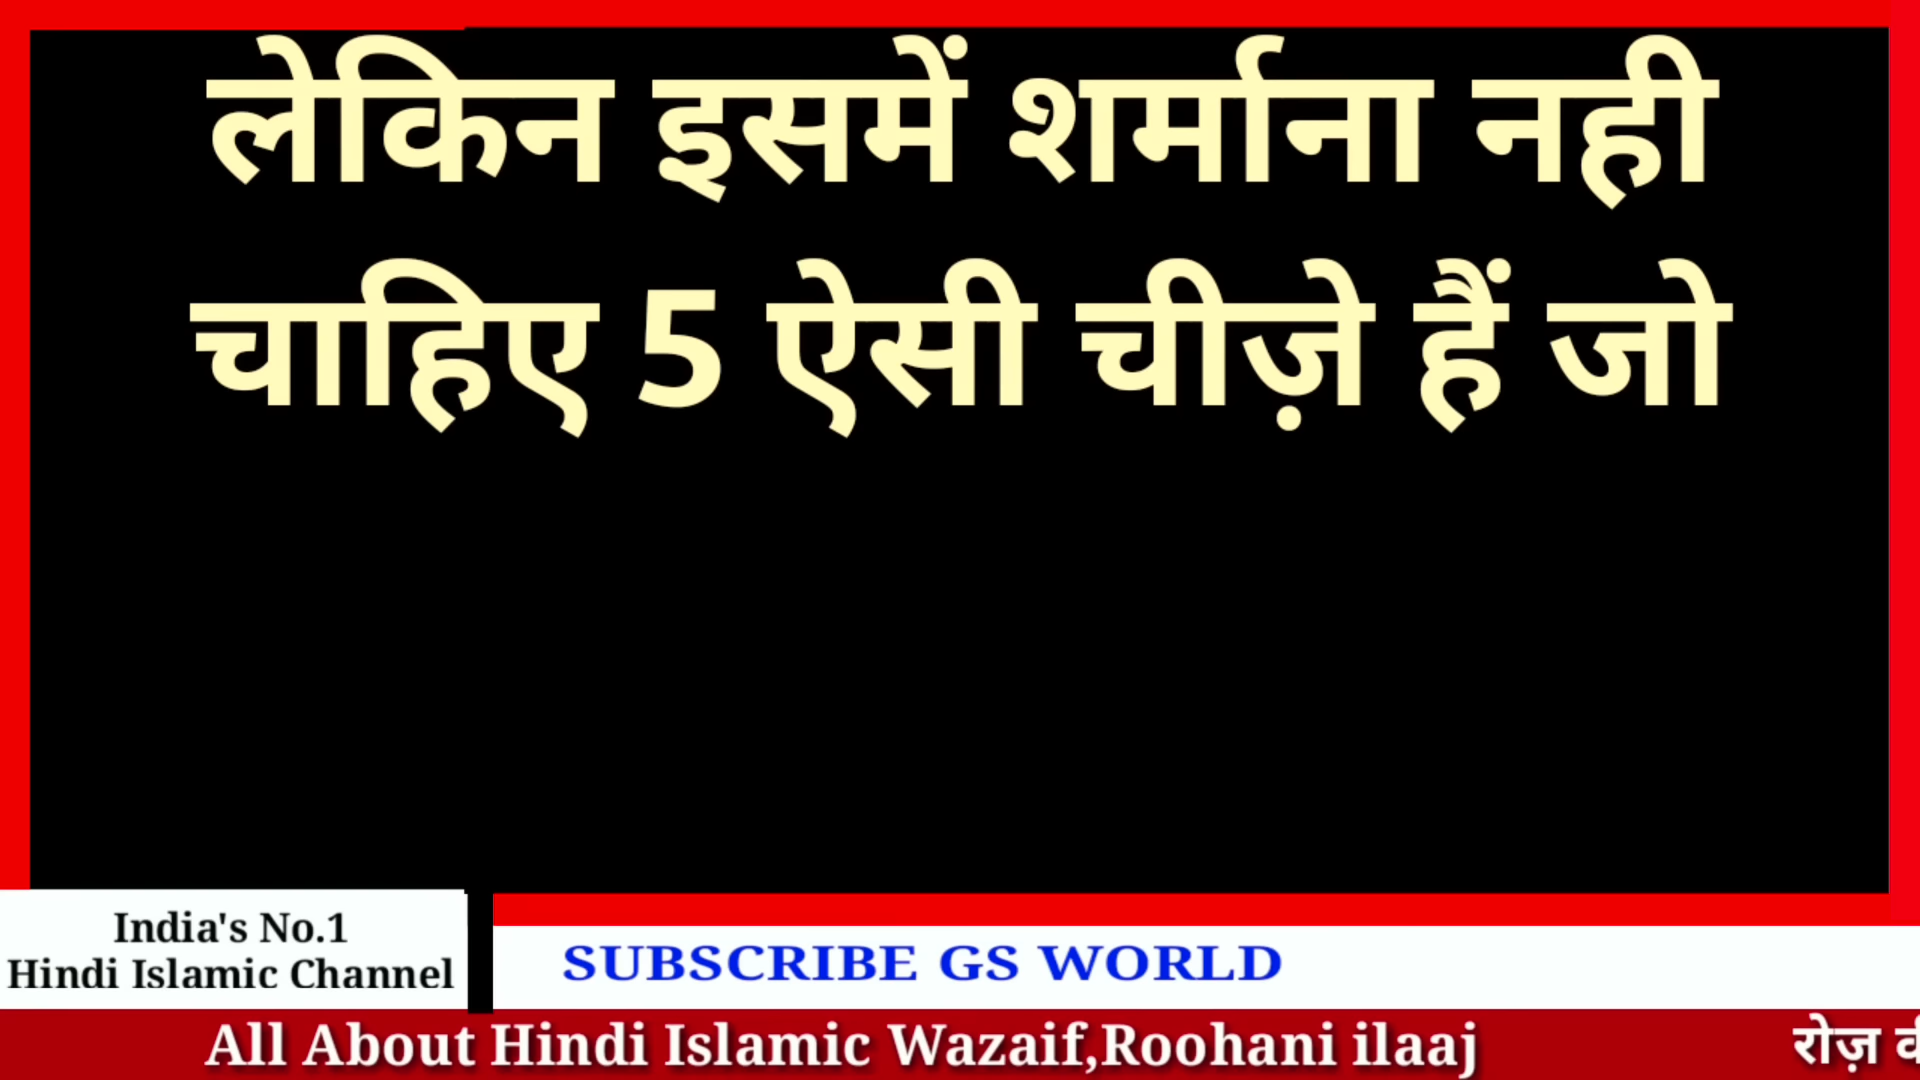 लेकिन इसमें शर्माना नही
चाहिए 5 ऐसी चीज़े हैं जो
India's No.1
Hindi Islamic Channel
SUBSCRIBE GS WORLD
All About Hindi Islamic Wazaif,Roohani ilaaj रोज़